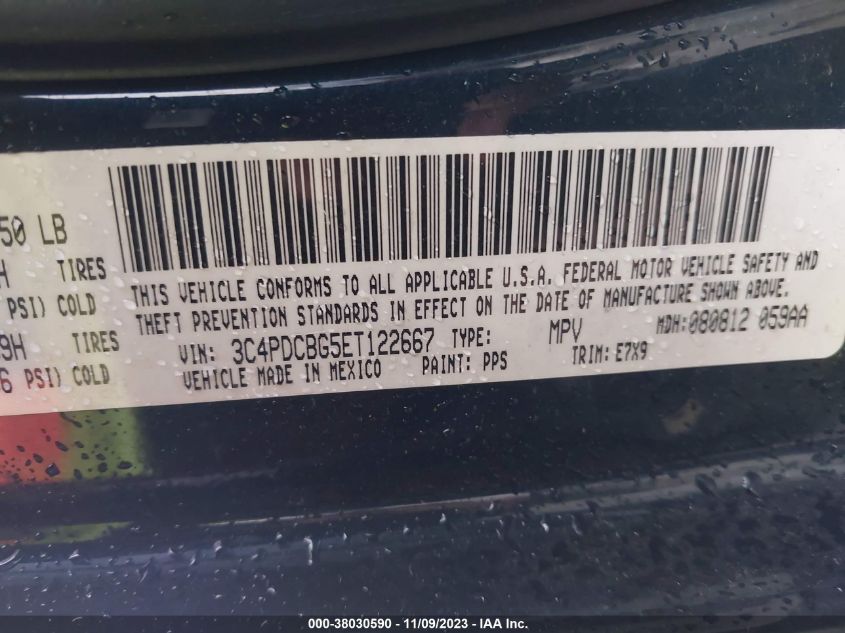 50 LB
H TIRES
PSI) COLD
9H TIRES
6 PSI) COLD
THIS VEHICLE CONFORMS TO ALL APPLICABLE U.S.A. FEDERAL MOTOR VEHICLE SAFETY AND
THEFT PREVENTION STANDARDS IN EFFECT ON THE DATE OF MANUFACTURE SHOWN ABOVE.
VIN: 3C4PDCBG5ET122667 TYPE: MPV MDH:080812 059AA
VEHICLE MADE IN MEXICO PAINT: PPS TRIM: E7X9
000-38030590 - 11/09/2023 - IAA Inc.